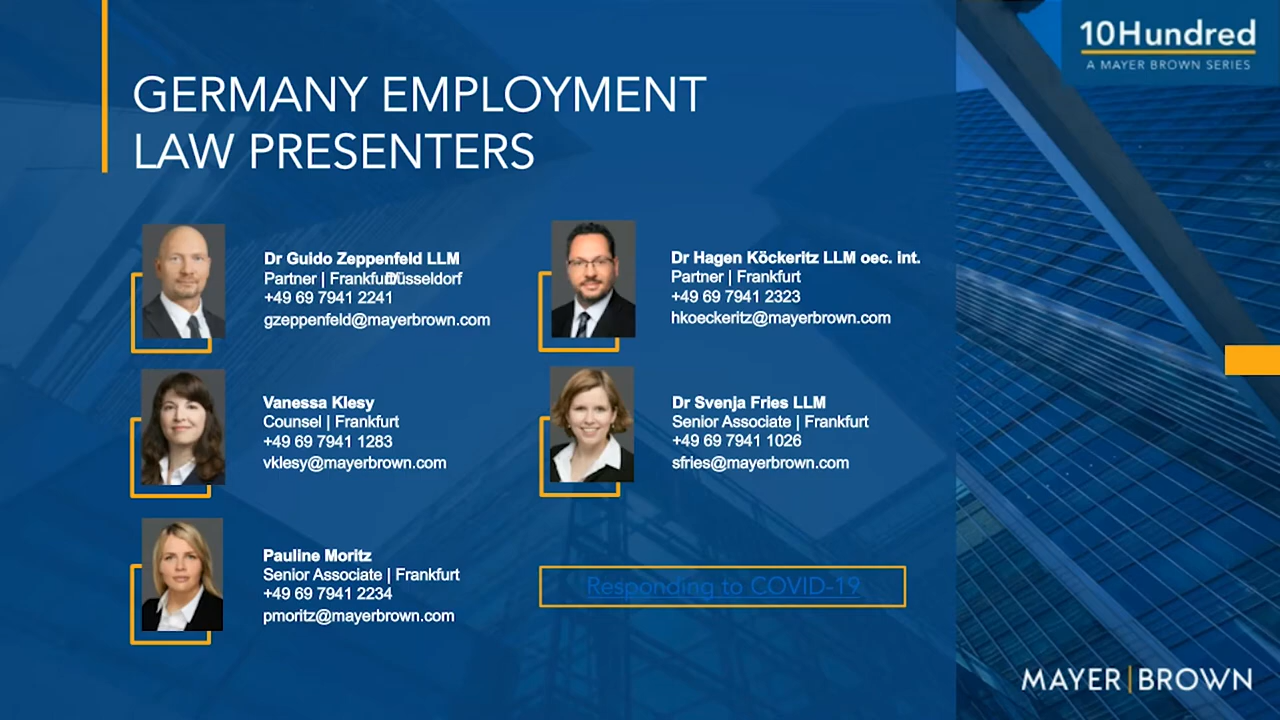 10Hundred
A MAYER BROWN SERIES
GERMANY EMPLOYMENT
LAW PRESENTERS
Dr Guido Zeppenfeld LLM
Partner | Frankfurt/Düsseldorf
+49 69 7941 2241
gzeppenfeld@mayerbrown.com
Dr Hagen Köckeritz LLM oec. int.
Partner | Frankfurt
+49 69 7941 2323
hkoeckeritz@mayerbrown.com
Vanessa Klesy
Counsel | Frankfurt
+49 69 7941 1283
vklesy@mayerbrown.com
Dr Svenja Fries LLM
Senior Associate | Frankfurt
+49 69 7941 1026
sfries@mayerbrown.com
Pauline Moritz
Senior Associate | Frankfurt
+49 69 7941 2234
pmoritz@mayerbrown.com
Responding to COVID-19
MAYER|BROWN